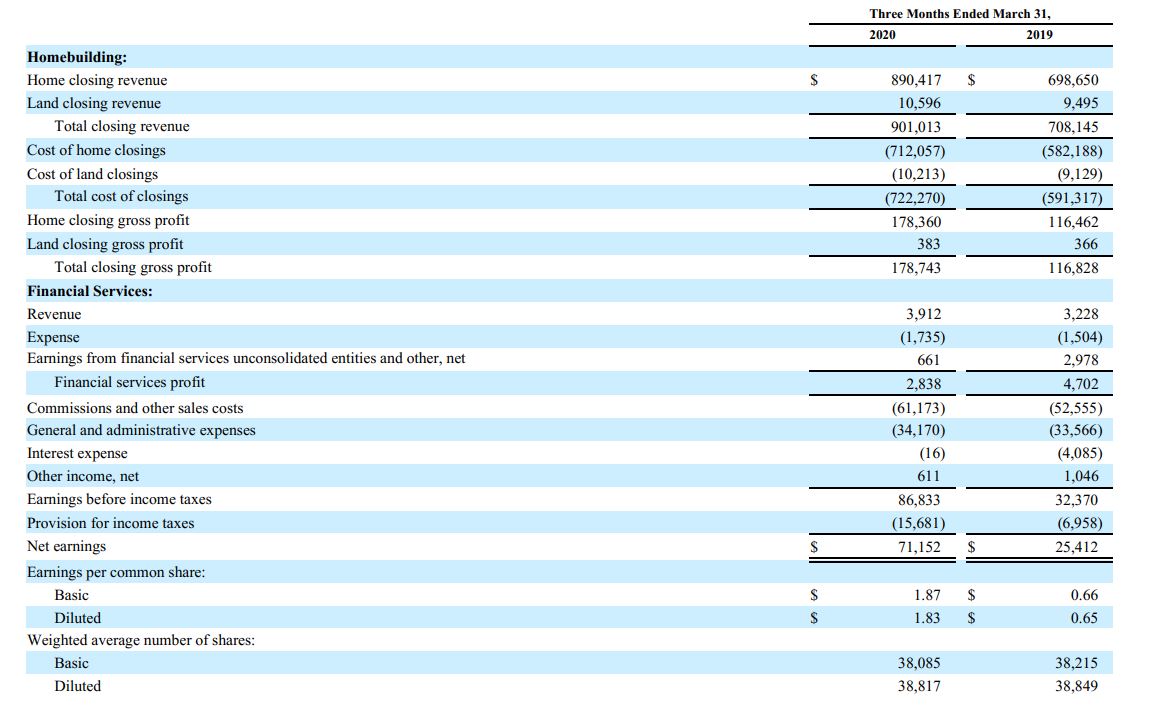 Three Months Ended March 31,
2020 2019
Homebuilding:
Home closing revenue $ 890,417 $ 698,650
Land closing revenue 10,596 9,495
Total closing revenue 901,013 708,145
Cost of home closings (712,057) (582,188)
Cost of land closings (10,213) (9,129)
Total cost of closings (722,270) (591,317)
Home closing gross profit 178,360 116,462
Land closing gross profit 383 366
Total closing gross profit 178,743 116,828
Financial Services:
Revenue 3,912 3,228
Expense (1,735) (1,504)
Earnings from financial services unconsolidated entities and other, net 661 2,978
Financial services profit 2,838 4,702
Commissions and other sales costs (61,173) (52,555)
General and administrative expenses (34,170) (33,566)
Interest expense (16) (4,085)
Other income, net 611 1,046
Earnings before income taxes 86,833 32,370
Provision for income taxes (15,681) (6,958)
Net earnings $ 71,152 $ 25,412
Earnings per common share:
Basic $ 1.87 $ 0.66
Diluted $ 1.83 $ 0.65
Weighted average number of shares:
Basic 38,085 38,215
Diluted 38,817 38,849